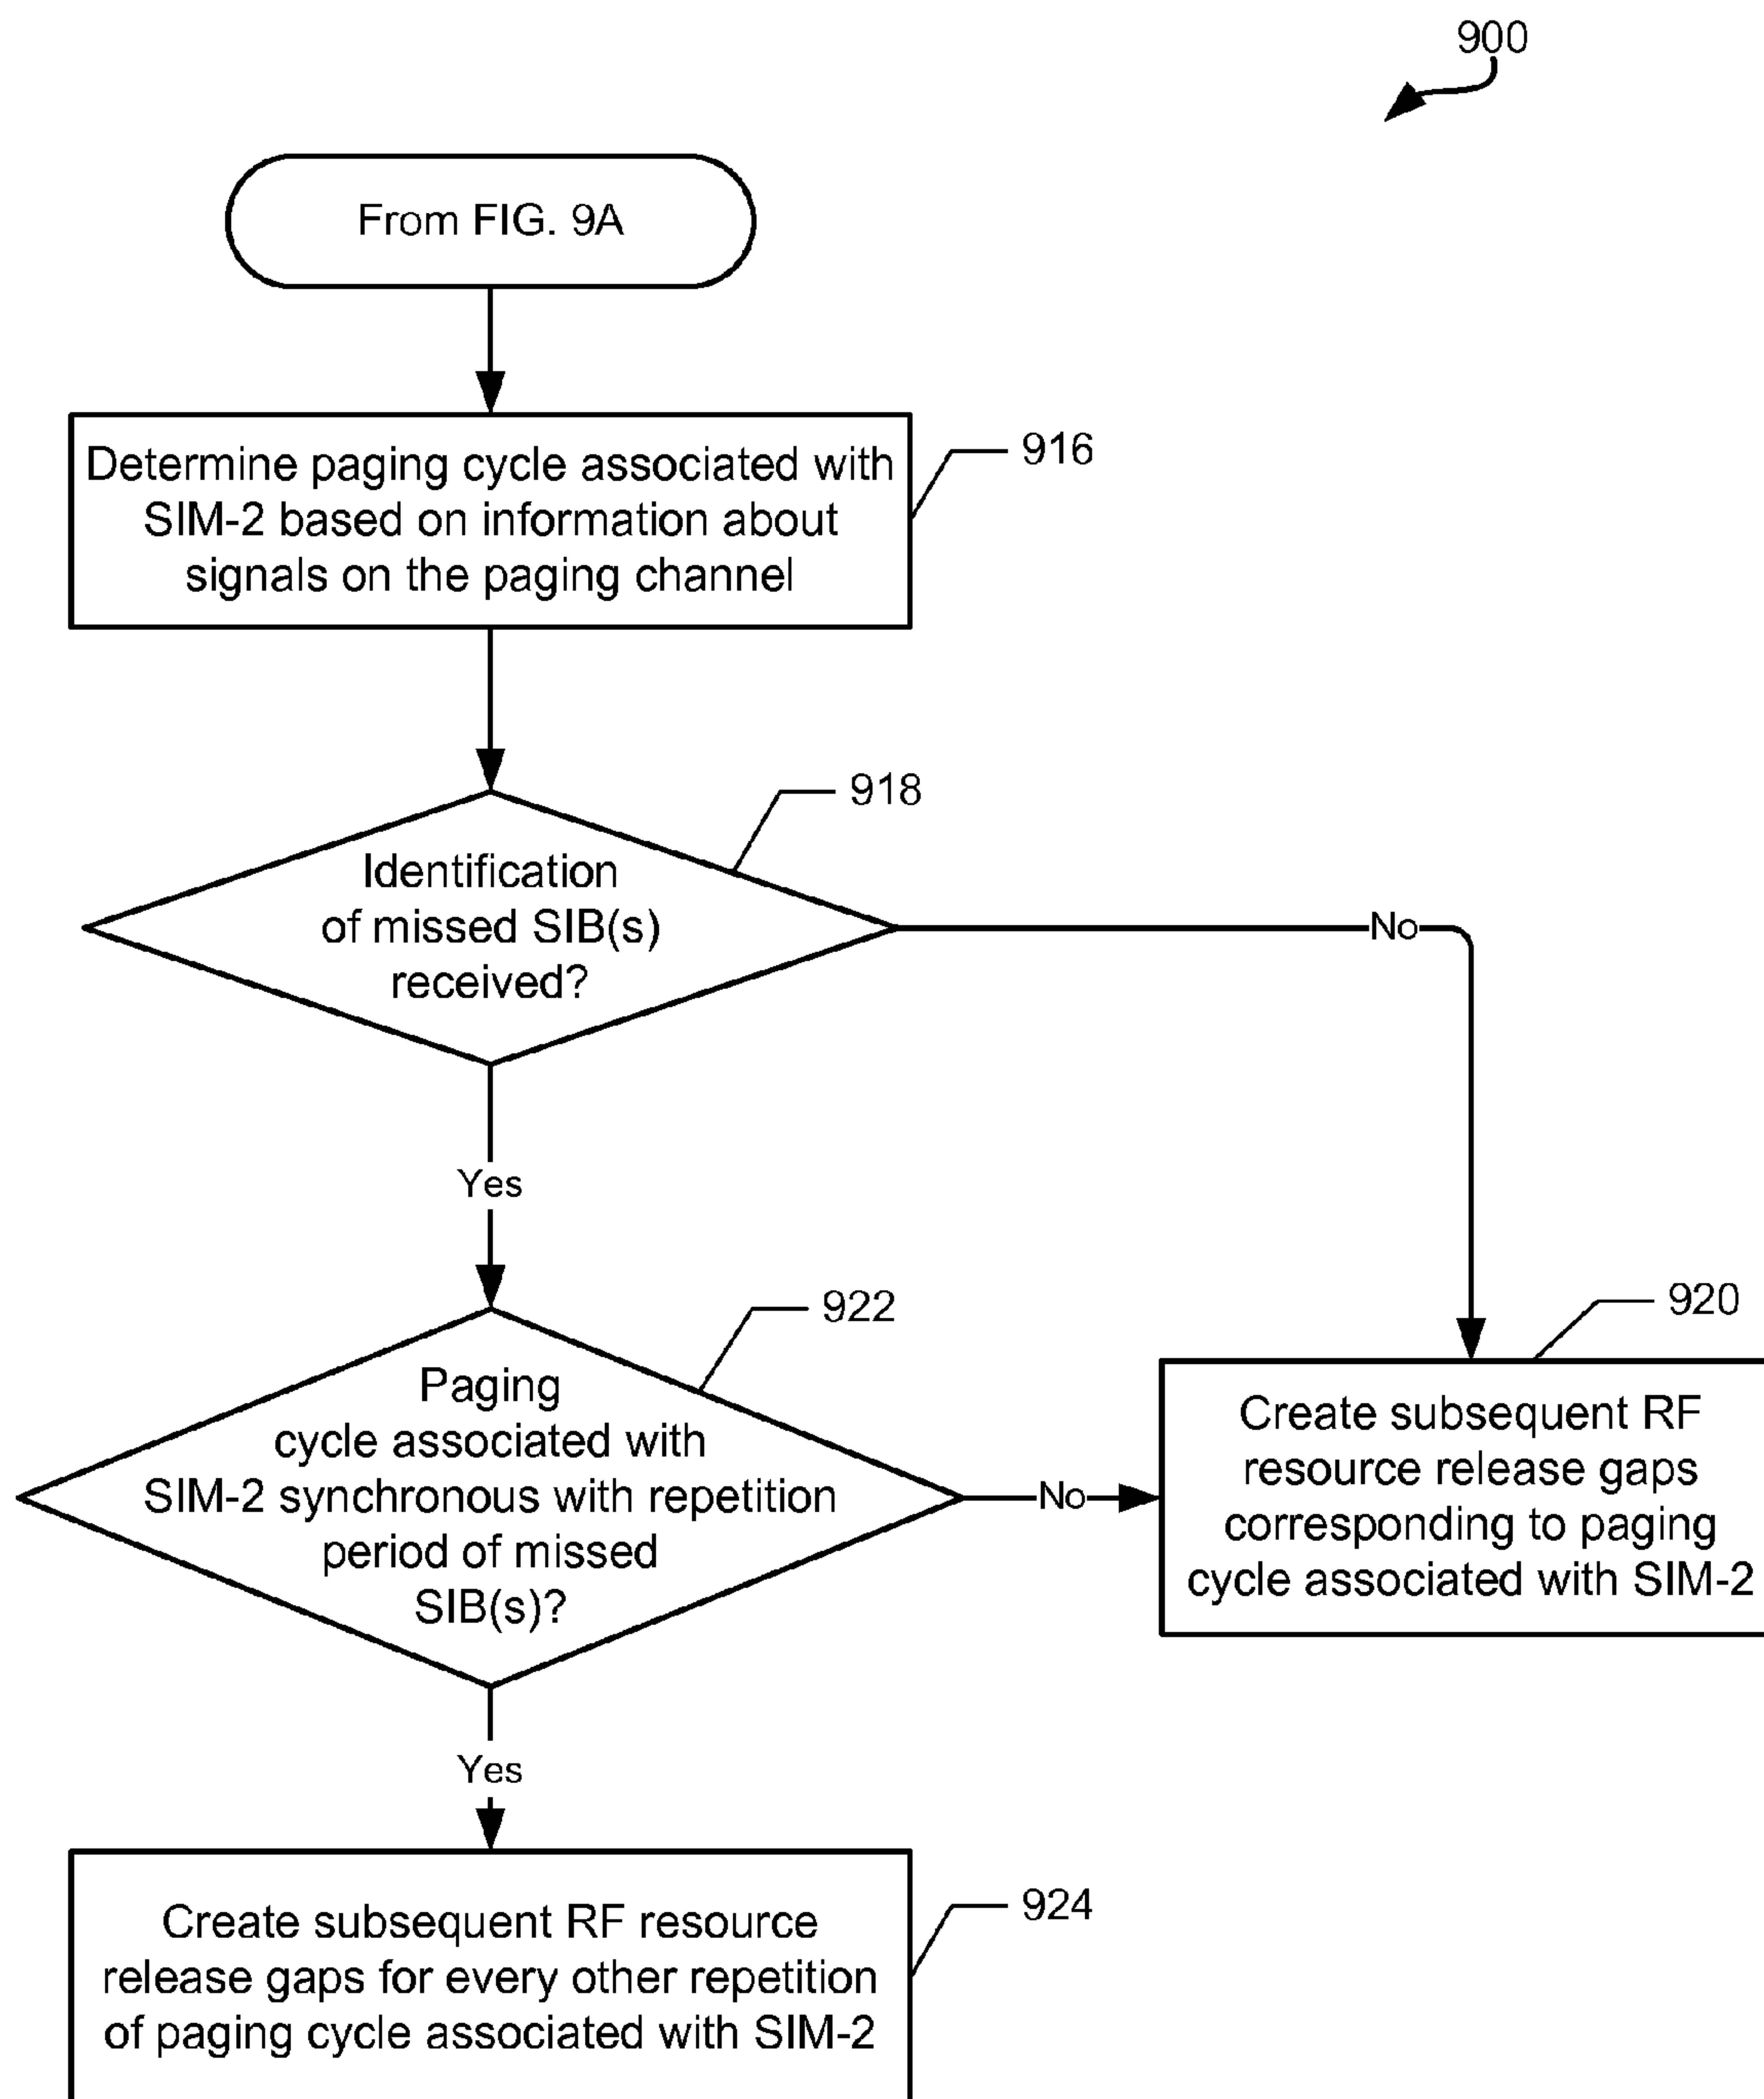 900
From FIG. 9A
Determine paging cycle associated with
SIM-2 based on information about
signals on the paging channel
916
918
Identification
of missed SIB(s)
received?
No
Yes
922
Paging
cycle associated with
SIM-2 synchronous with repetition
period of missed
SIB(s)?
No
920
Create subsequent RF
resource release gaps
corresponding to paging
cycle associated with SIM-2
Yes
924
Create subsequent RF resource
release gaps for every other repetition
of paging cycle associated with SIM-2